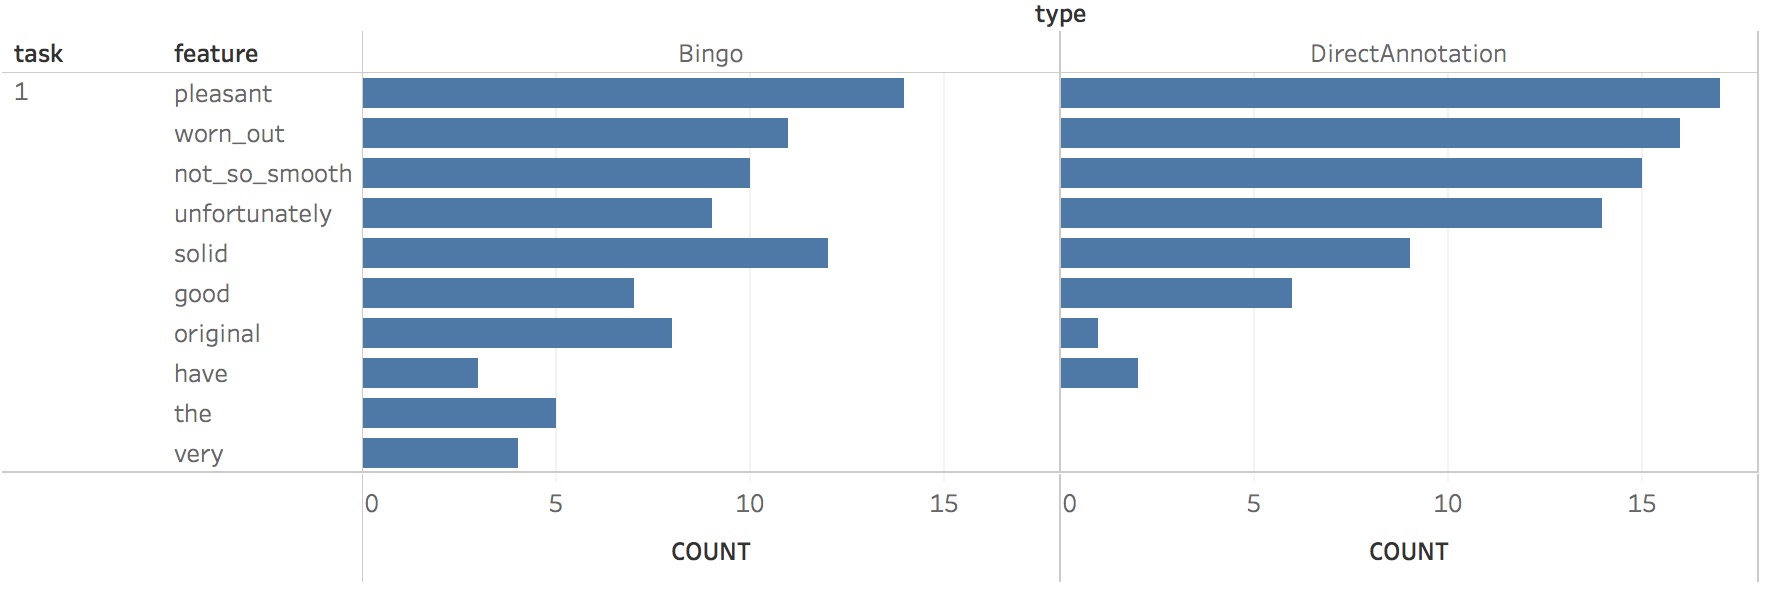 type
task feature Bingo DirectAnnotation
1 pleasant
worn_out
not_so_smooth
unfortunately
solid
good
original
have
the
very
0 5 10 15 0 5 10 15
COUNT COUNT